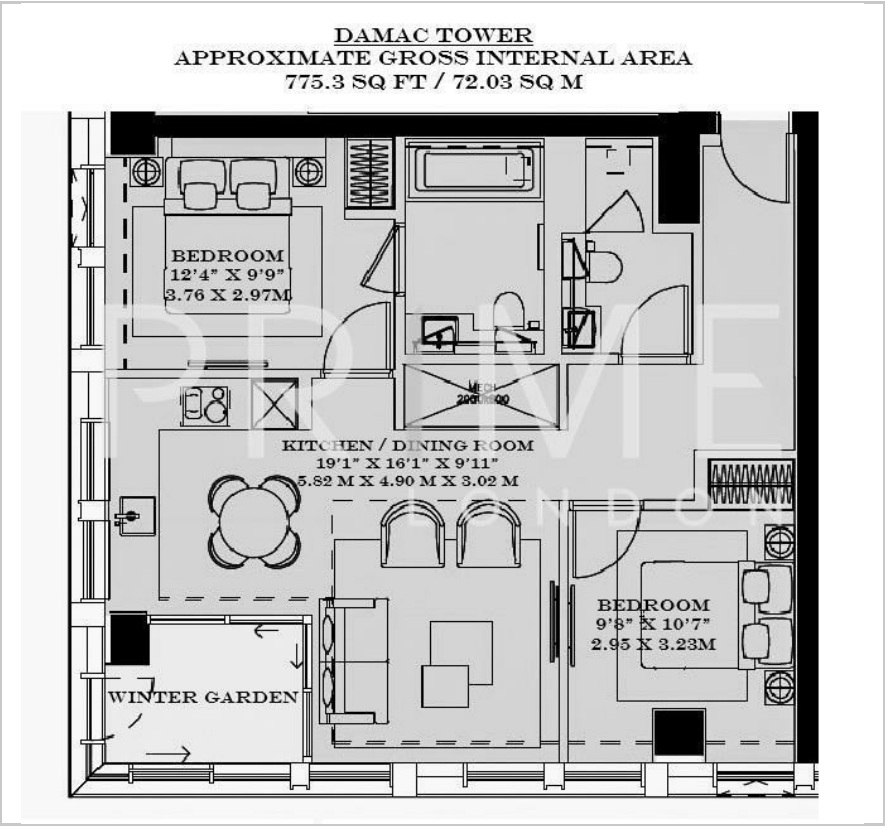 DAMAC TOWER
APPROXIMATE GROSS INTERNAL AREA
775.3 SQ FT / 72.03 SQ M
BEDROOM
12'4" X 9'9"
3.76 X 2.97M
PRIME
LONDON
MECH
KITCHEN / DINING ROOM
19'1" X 16'1" X 9'11"
5.82 M X 4.90 M X 3.02 M
BEDROOM
9'8" X 10'7"
2.95 X 3.23M
WINTER GARDEN